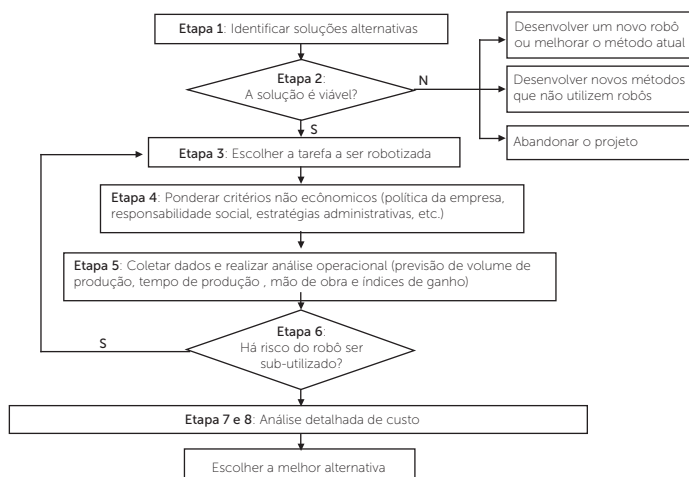 Etapa 1: Identificar soluções alternativas
Desenvolver um novo robô
ou melhorar o método atual
Etapa 2:
A solução é viável?
N
Desenvolver novos métodos
que não utilizem robôs
S
Abandonar o projeto
Etapa 3: Escolher a tarefa a ser robotizada
Etapa 4: Ponderar critérios não ecônomicos (política da empresa,
responsabilidade social, estratégias administrativas, etc.)
Etapa 5: Coletar dados e realizar análise operacional (previsão de volume de
produção, tempo de produção , mão de obra e índices de ganho)
Etapa 6:
Há risco do robô ser
sub-utilizado?
S
Etapa 7 e 8: Análise detalhada de custo
Escolher a melhor alternativa